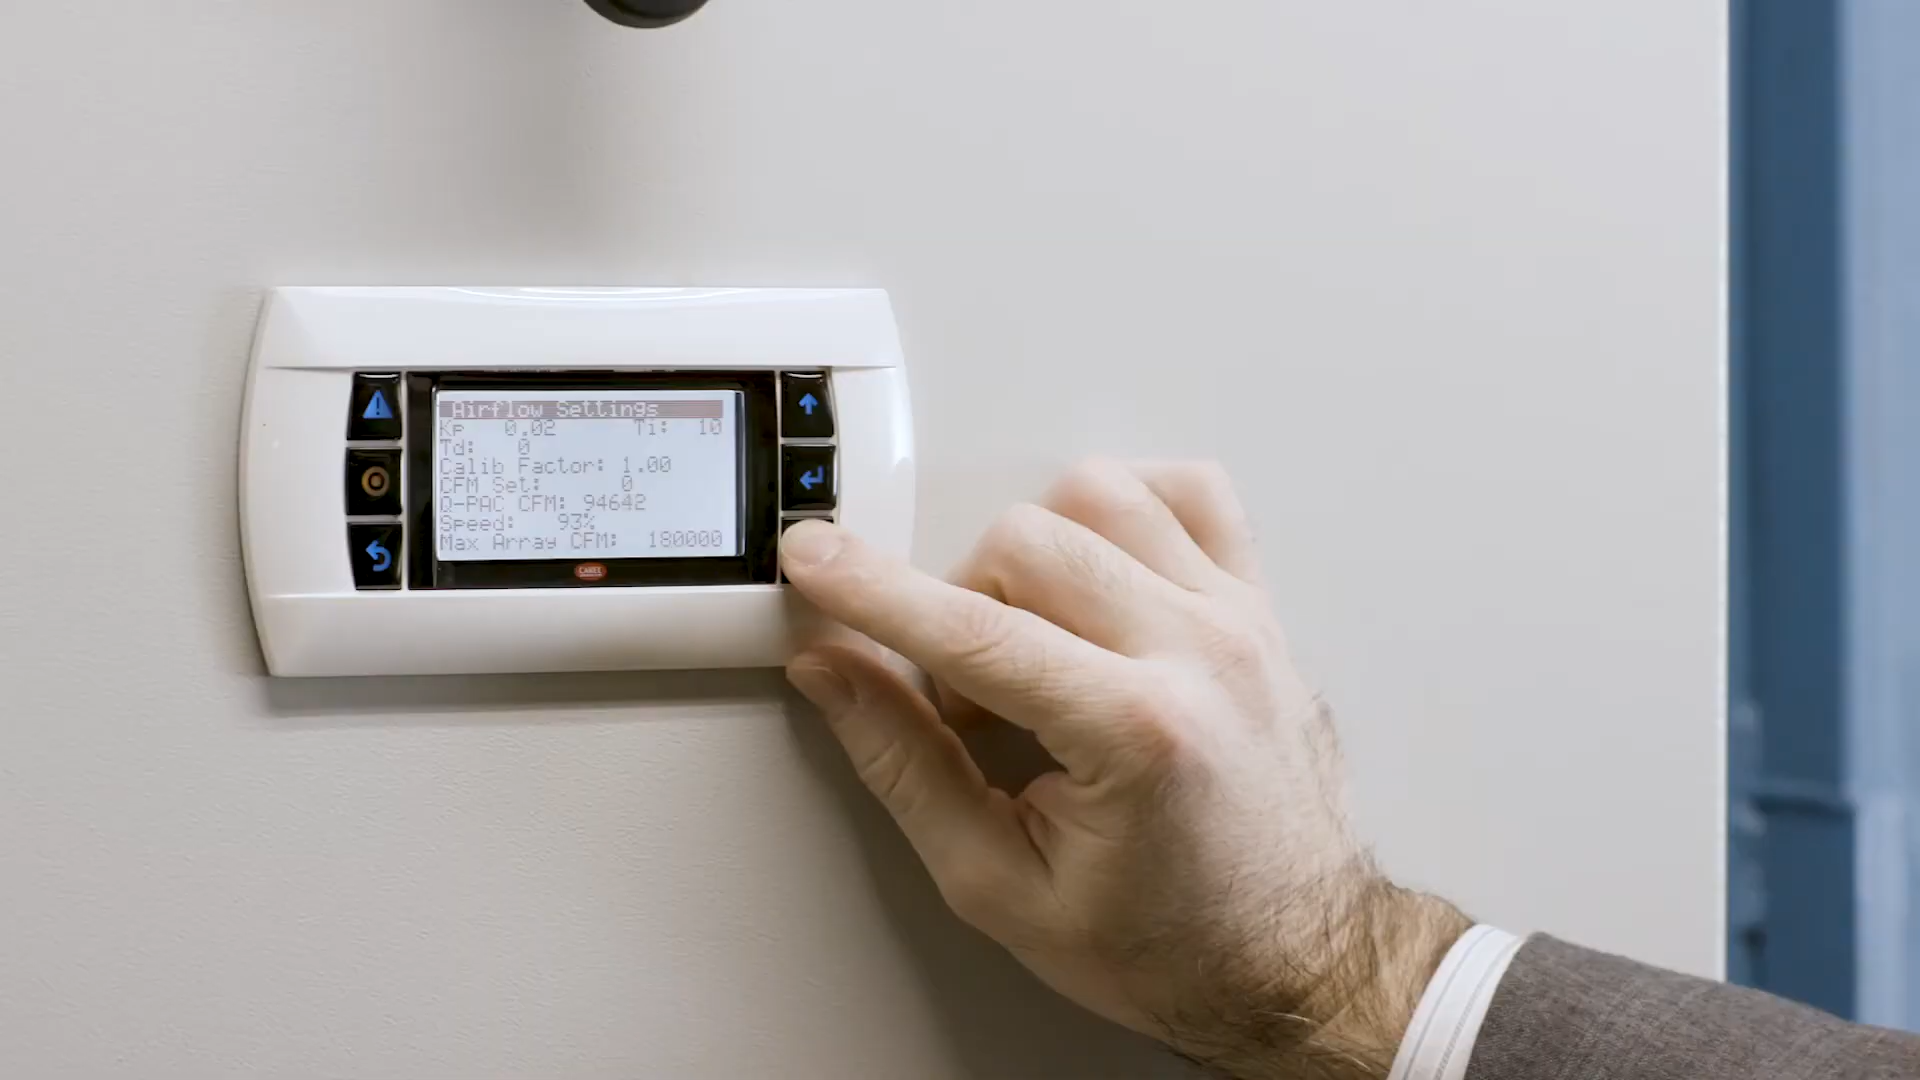 Airflow Settings
Kp 0.02 Ti: 10
Td: 0
Calib Factor: 1.00
CFM Set: 0
Q-PAC CFM: 94642
Speed: 93%
Max Array CFM: 180000
CAREL